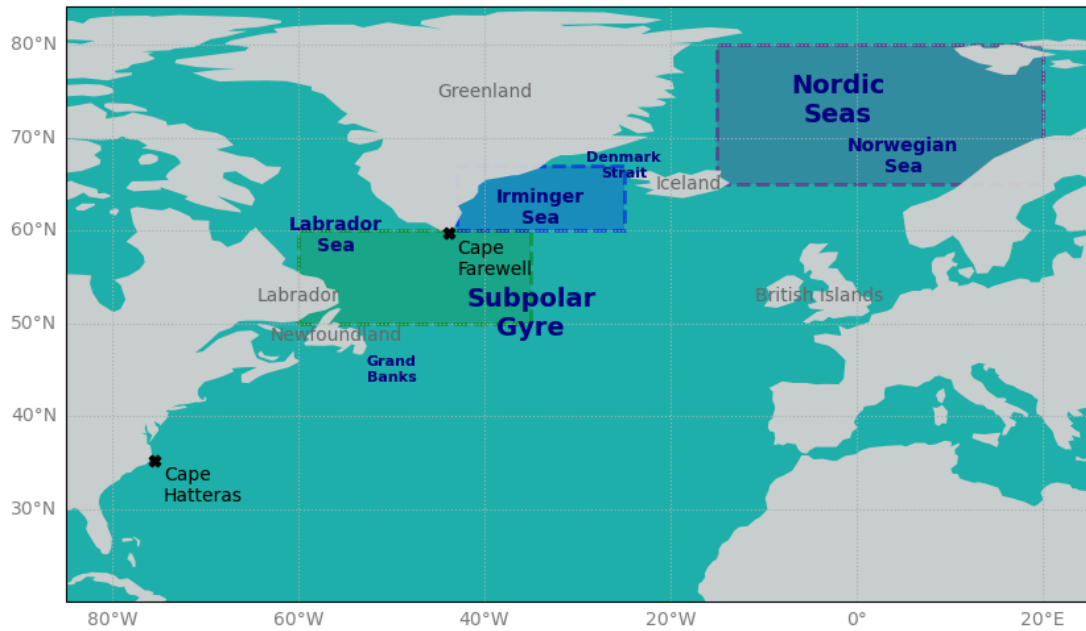 80°N
70°N
60°N
50°N
40°N
30°N
Greenland
Nordic
Seas
Norwegian
Sea
Denmark
Strait
Iceland
Irminger
Sea
Labrador
Sea
Cape
Farewell
Labrador
Subpolar
Gyre
British Islands
Newfoundland
Grand
Banks
Cape
Hatteras
80°W
60°W
40°W
20°W
0°
20°E